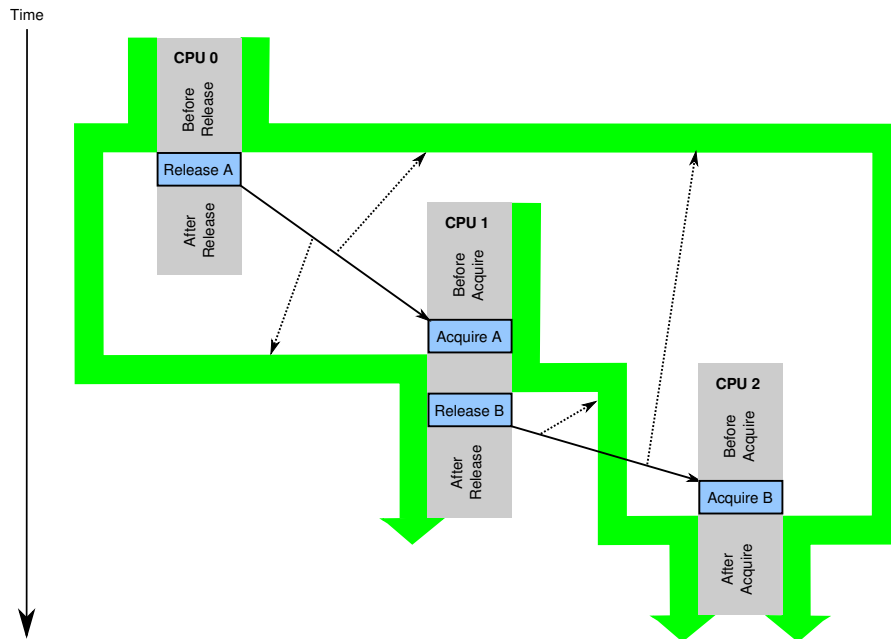 Time
CPU 0
Before
Release
Release A
After
Release
CPU 1
Before
Acquire
Acquire A
Release B
After
Release
CPU 2
Before
Acquire
Acquire B
After
Acquire